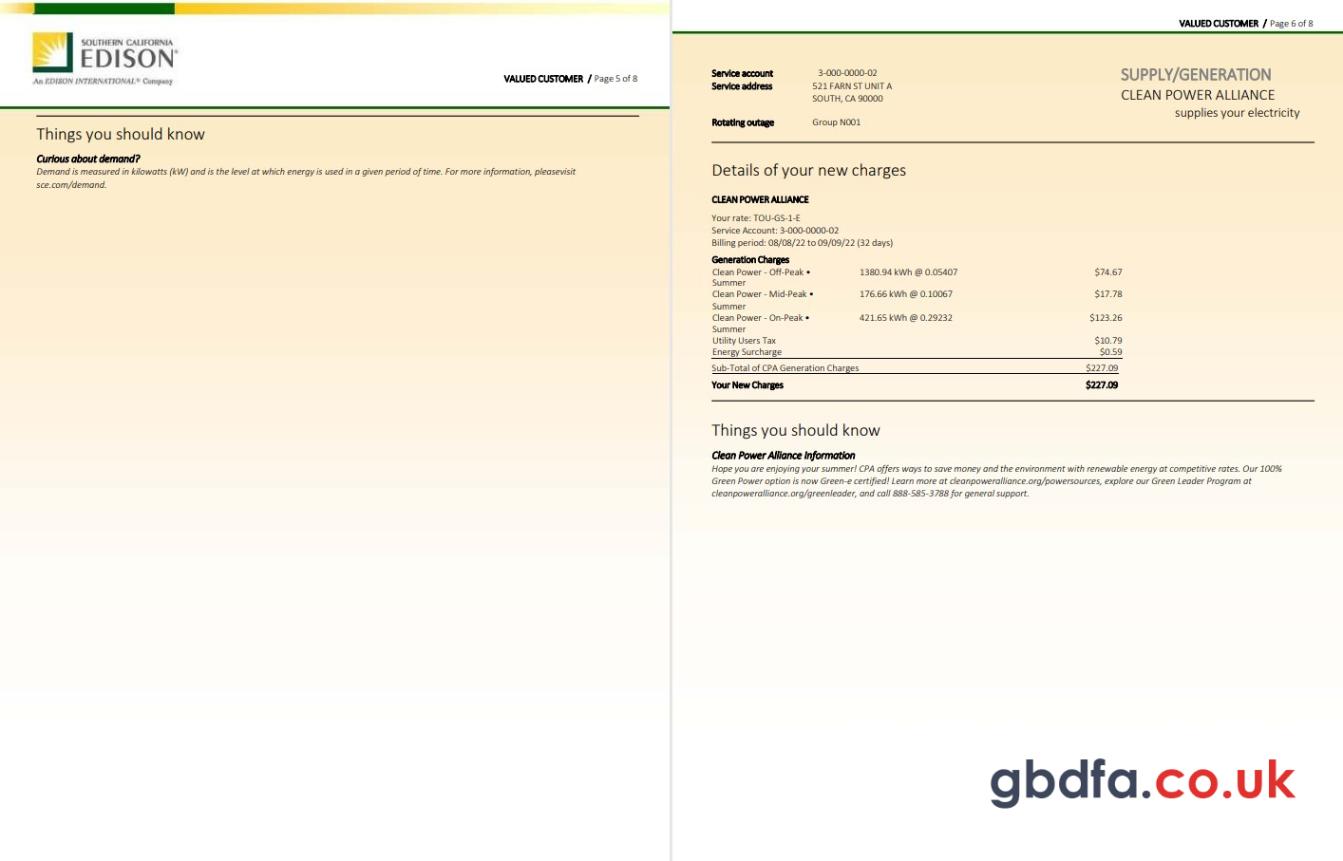 SOUTHERN CALIFORNIA
EDISON®
An EDISON INTERNATIONAL® Company
VALUED CUSTOMER / Page 5 of 8
Things you should know
Curious about demand?
Demand is measured in kilowatts (kW) and is the level at which energy is used in a given period of time. For more information, pleasevisit
sce.com/demand.
VALUED CUSTOMER / Page 6 of 8
Service account 3-000-0000-02
Service address 521 FARN ST UNIT A
SOUTH, CA 90000
Rotating outage Group N001
SUPPLY/GENERATION
CLEAN POWER ALLIANCE
supplies your electricity
Details of your new charges
CLEAN POWER ALLIANCE
Your rate: TOU-GS-1-E
Service Account: 3-000-0000-02
Billing period: 08/08/22 to 09/09/22 (32 days)
Generation Charges
Clean Power - Off-Peak • 1380.94 kWh @ 0.05407 $74.67
Summer
Clean Power - Mid-Peak • 176.66 kWh @ 0.10067 $17.78
Summer
Clean Power - On-Peak • 421.65 kWh @ 0.29232 $123.26
Summer
Utility Users Tax $10.79
Energy Surcharge $0.59
Sub-Total of CPA Generation Charges $227.09
Your New Charges $227.09
Things you should know
Clean Power Alliance Information
Hope you are enjoying your summer! CPA offers ways to save money and the environment with renewable energy at competitive rates. Our 100%
Green Power option is now Green-e certified! Learn more at cleanpoweralliance.org/powersources, explore our Green Leader Program at
cleanpoweralliance.org/greenleader, and call 888-585-3788 for general support.
gbdfa.co.uk